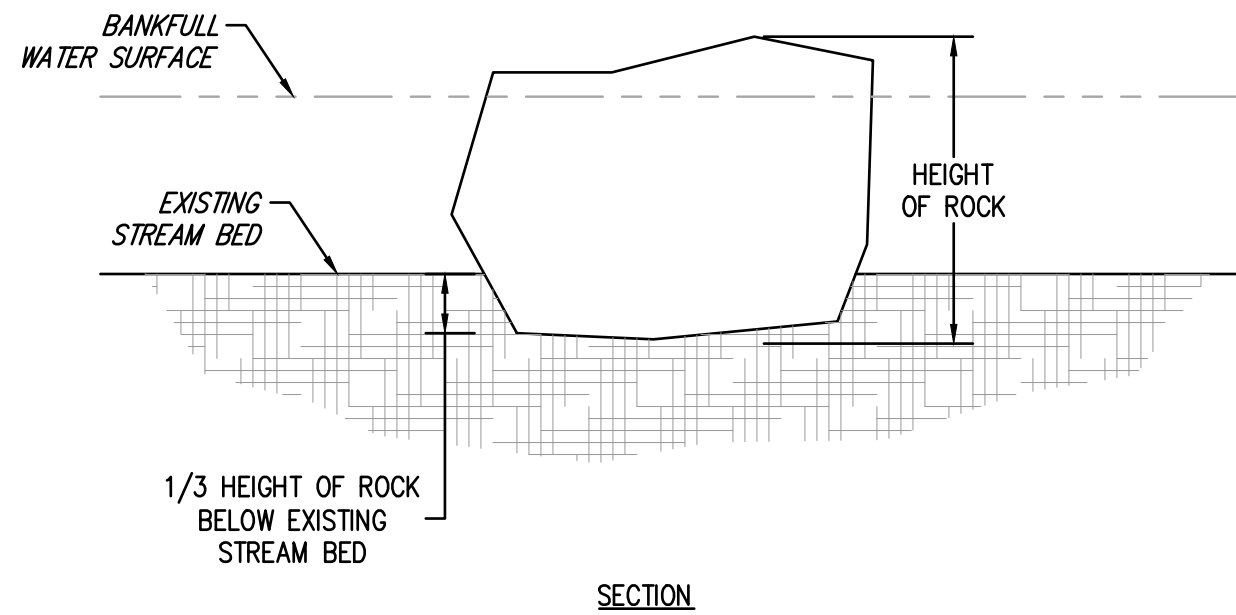 BANKFULL
WATER SURFACE
EXISTING
STREAM BED
HEIGHT
OF ROCK
1/3 HEIGHT OF ROCK
BELOW EXISTING
STREAM BED
SECTION